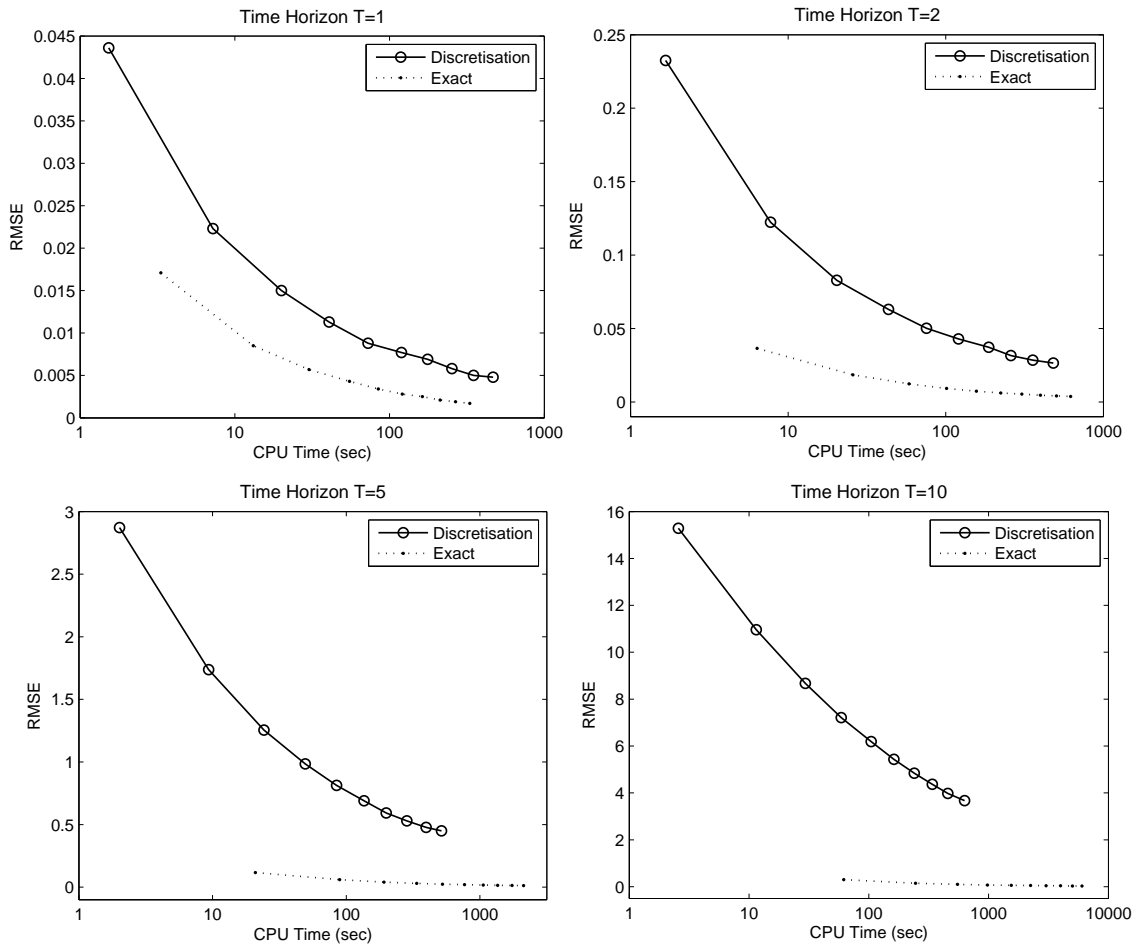 Time Horizon T=1
0.045
0.04
0.035
0.03
0.025
0.02
0.015
0.01
0.005
0
RMSE
Discretisation
Exact
1
10
100
1000
CPU Time (sec)
Time Horizon T=2
0.25
0.2
0.15
0.1
0.05
0
RMSE
Discretisation
Exact
1
10
100
1000
CPU Time (sec)
Time Horizon T=5
3
2.5
2
1.5
1
0.5
0
RMSE
Discretisation
Exact
1
10
100
1000
CPU Time (sec)
Time Horizon T=10
16
14
12
10
8
6
4
2
0
RMSE
Discretisation
Exact
1
10
100
1000
10000
CPU Time (sec)